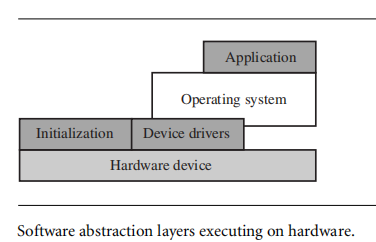 Application
Operating system
Initialization
Device drivers
Hardware device
Software abstraction layers executing on hardware.